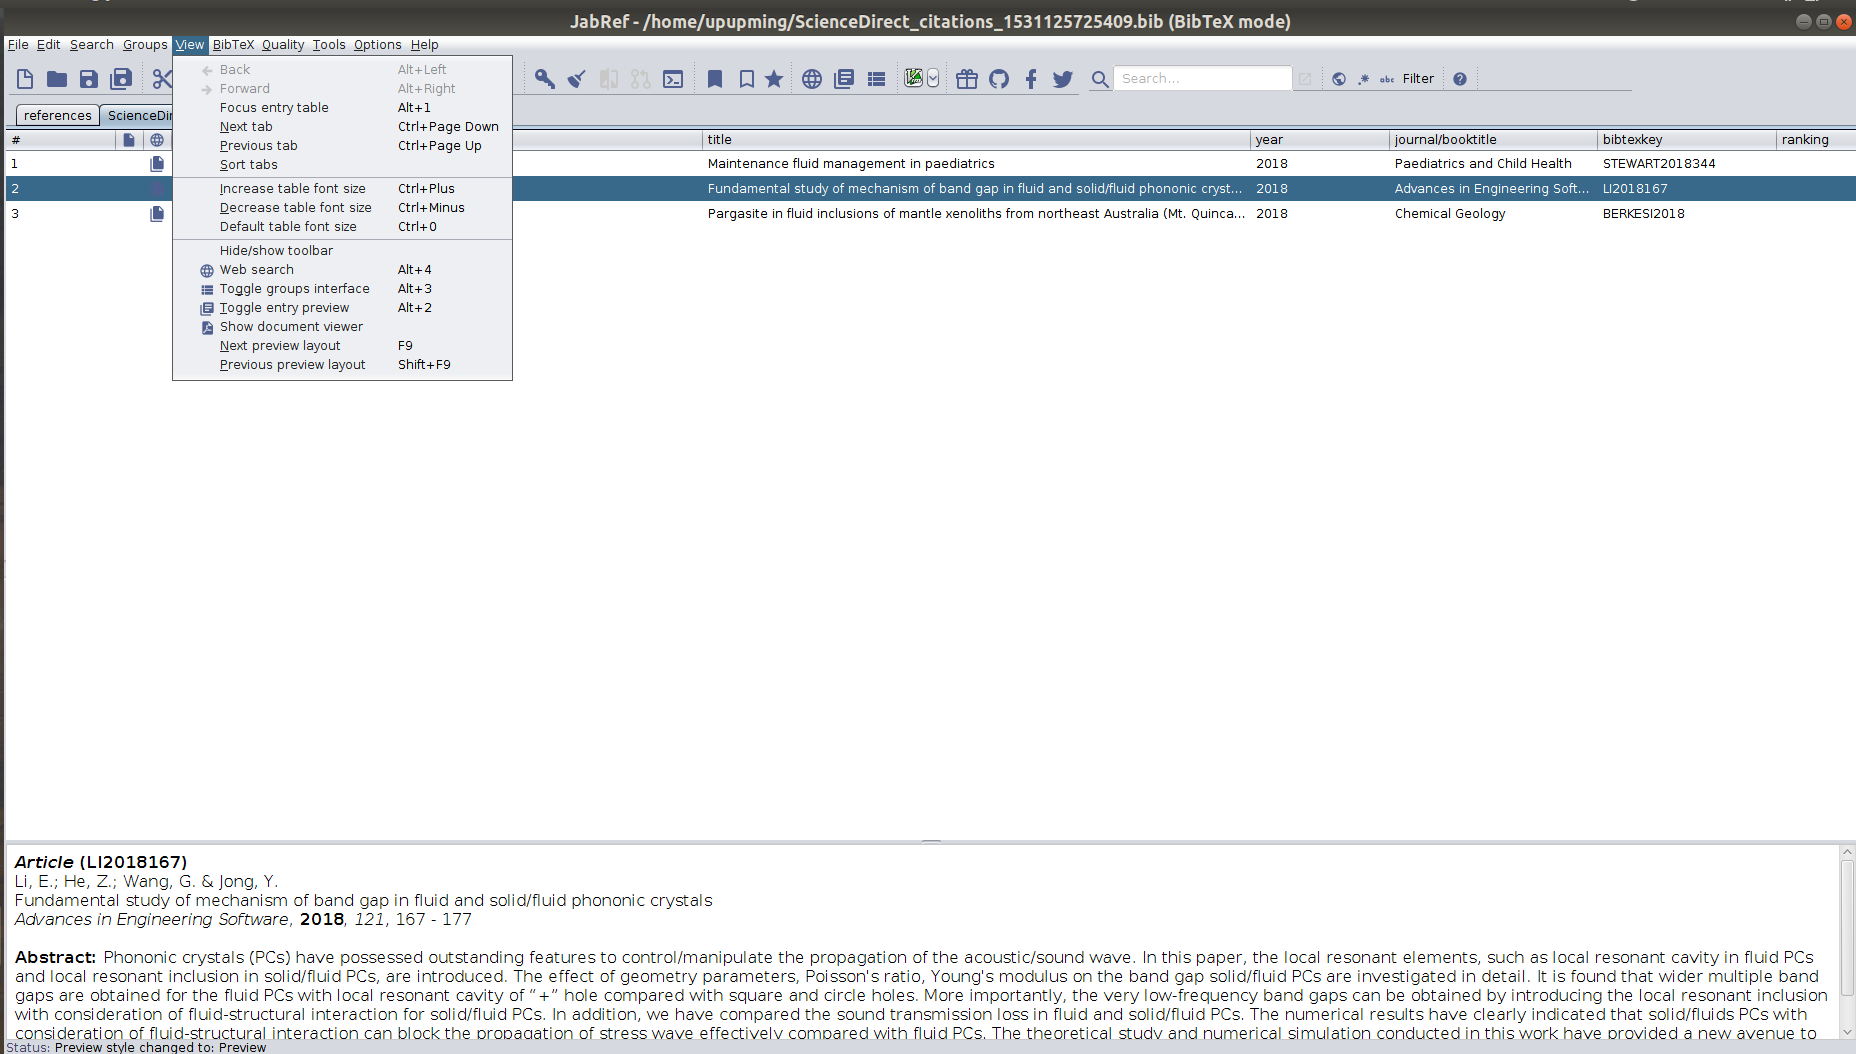 JabRef - /home/upupming/ScienceDirect_citations_1531125725409.bib (BibTeX mode)
File Edit Search Groups View BibTeX Quality Tools Options Help
Back Alt+Left
Forward Alt+Right
Focus entry table Alt+1
Next tab Ctrl+Page Down
Previous tab Ctrl+Page Up
Sort tabs
Increase table font size Ctrl+Plus
Decrease table font size Ctrl+Minus
Default table font size Ctrl+0
Hide/show toolbar
Web search Alt+4
Toggle groups interface Alt+3
Toggle entry preview Alt+2
Show document viewer
Next preview layout F9
Previous preview layout Shift+F9
Search...
abc Filter
references ScienceDir
# title year journal/booktitle bibtexkey ranking
1 Maintenance fluid management in paediatrics 2018 Paediatrics and Child Health STEWART2018344
2 Fundamental study of mechanism of band gap in fluid and solid/fluid phononic cryst... 2018 Advances in Engineering Soft... LI2018167
3 Pargasite in fluid inclusions of mantle xenoliths from northeast Australia (Mt. Quinca... 2018 Chemical Geology BERKESI2018
Article (LI2018167)
Li, E.; He, Z.; Wang, G. & Jong, Y.
Fundamental study of mechanism of band gap in fluid and solid/fluid phononic crystals
Advances in Engineering Software, 2018, 121, 167 - 177
Abstract: Phononic crystals (PCs) have possessed outstanding features to control/manipulate the propagation of the acoustic/sound wave. In this paper, the local resonant elements, such as local resonant cavity in fluid PCs
and local resonant inclusion in solid/fluid PCs, are introduced. The effect of geometry parameters, Poisson's ratio, Young's modulus on the band gap solid/fluid PCs are investigated in detail. It is found that wider multiple band
gaps are obtained for the fluid PCs with local resonant cavity of “+” hole compared with square and circle holes. More importantly, the very low-frequency band gaps can be obtained by introducing the local resonant inclusion
with consideration of fluid-structural interaction for solid/fluid PCs. In addition, we have compared the sound transmission loss in fluid and solid/fluid PCs. The numerical results have clearly indicated that solid/fluids PCs with
consideration of fluid-structural interaction can block the propagation of stress wave effectively compared with fluid PCs. The theoretical study and numerical simulation conducted in this work have provided a new avenue to
Status: Preview style changed to: Preview